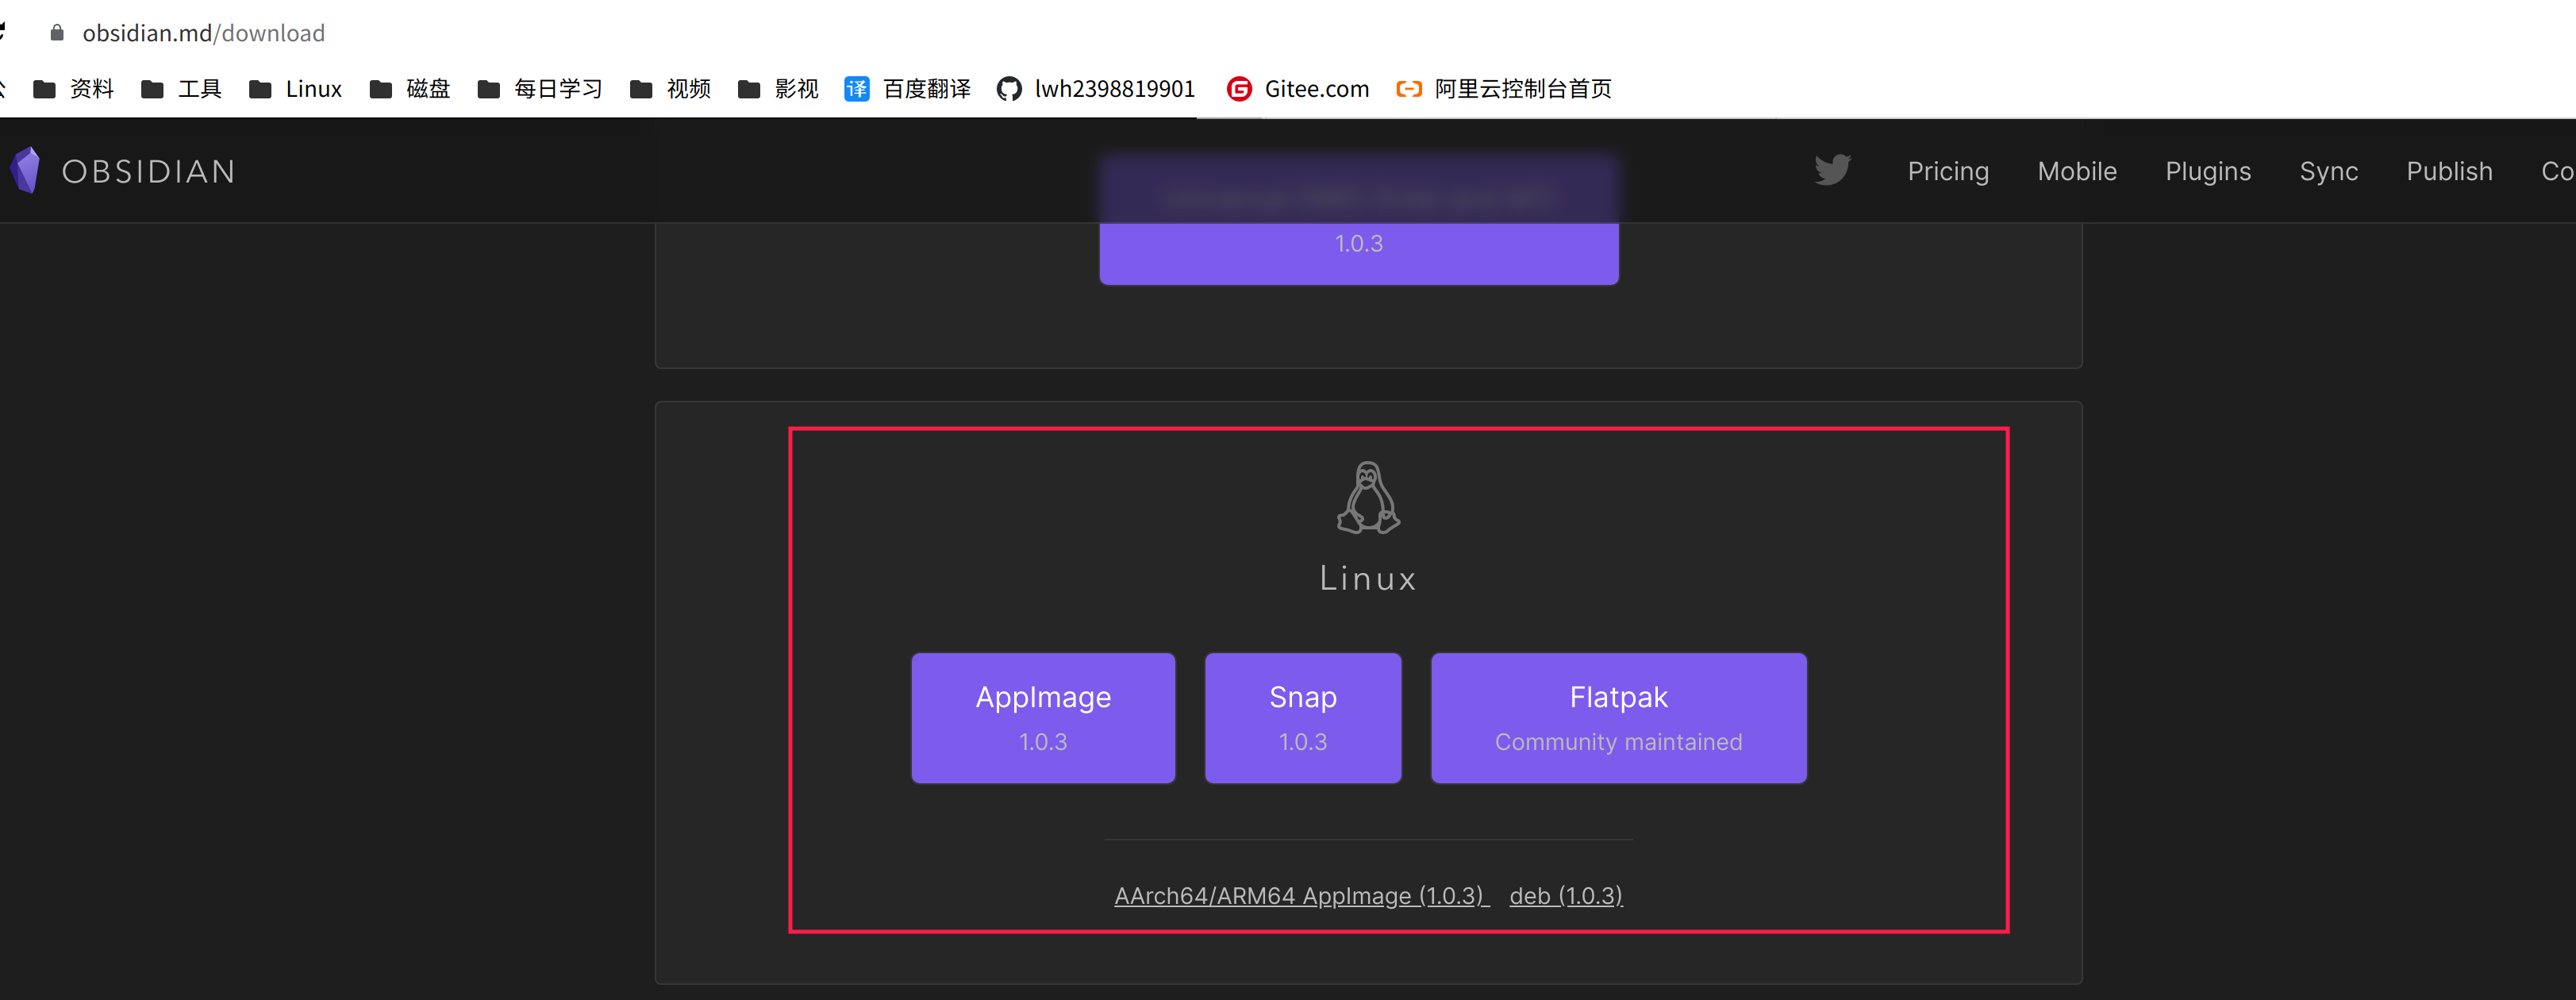 obsidian.md/download
资料 工具 Linux 磁盘 每日学习 视频 影视 译 百度翻译 lwh2398819901 Gitee.com 阿里云控制台首页
OBSIDIAN Pricing Mobile Plugins Sync Publish Co
1.0.3
Linux
AppImage Snap Flatpak
1.0.3 1.0.3 Community maintained
AArch64/ARM64 AppImage (1.0.3) deb (1.0.3)